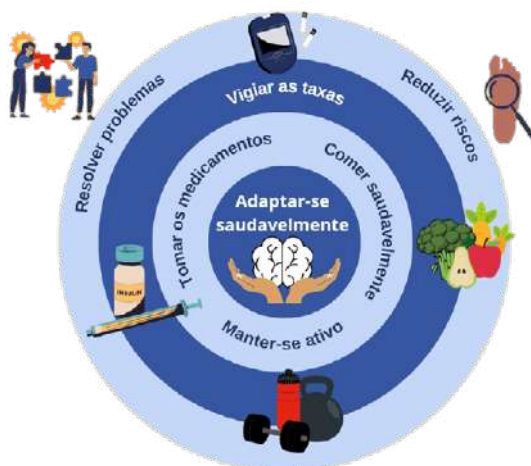 Resolver problemas
Vigiar as taxas
Reduzir riscos
Tomar os medicamentos
Comer saudavelmente
Adaptar-se
saudavelmente
INSULIN
Manter-se ativo